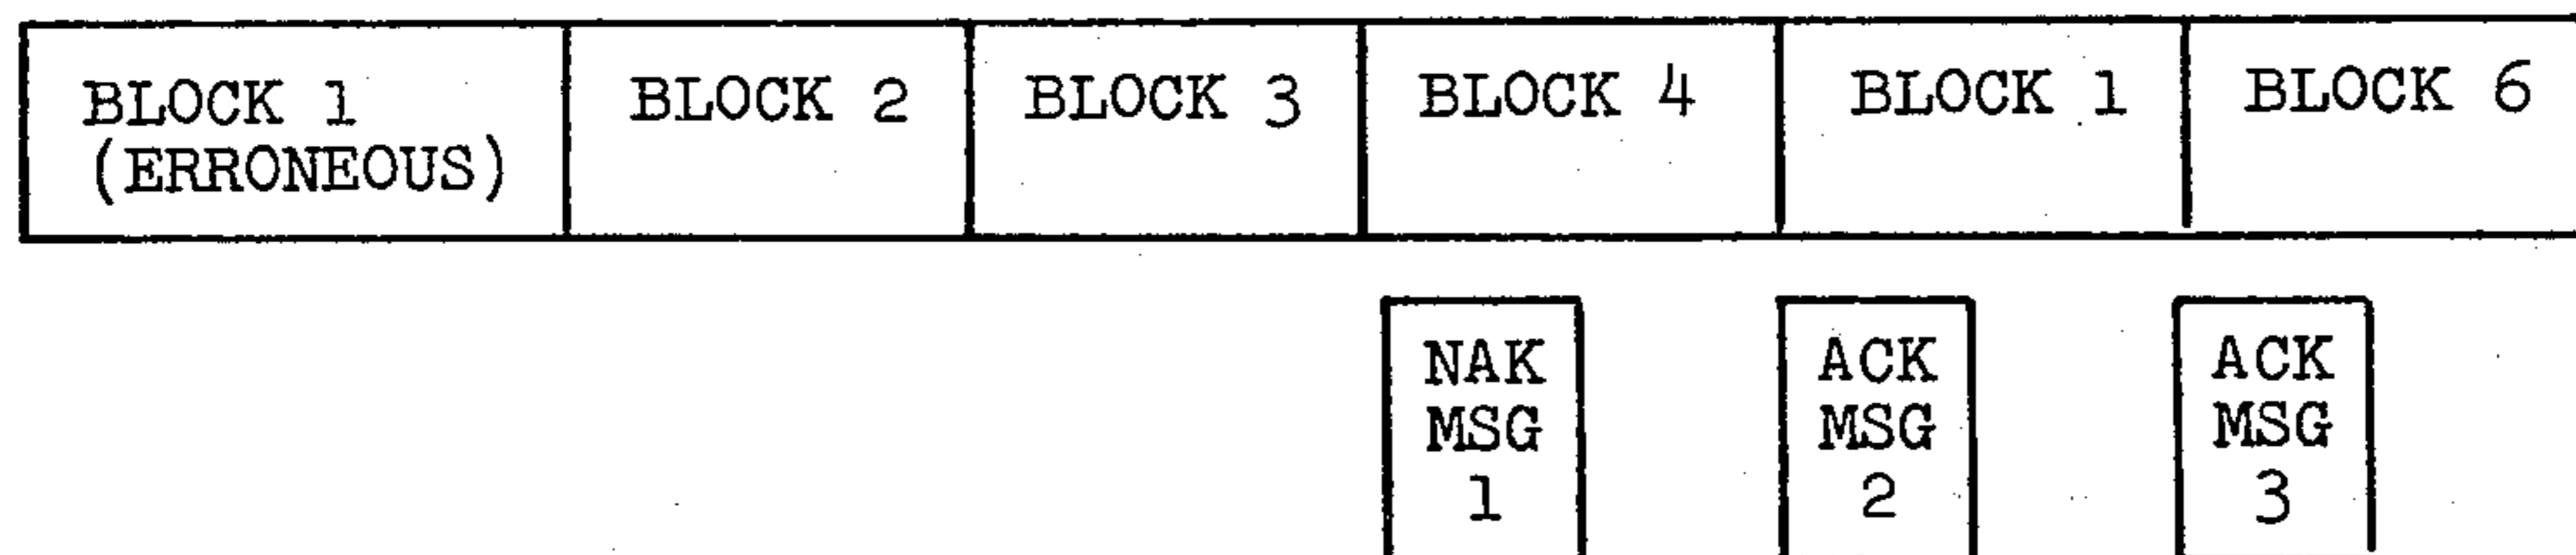 BLOCK 1
(ERRONEOUS)
BLOCK 2
BLOCK 3
BLOCK 4
BLOCK 1
BLOCK 6
NAK
MSG
1
ACK
MSG
2
ACK
MSG
3